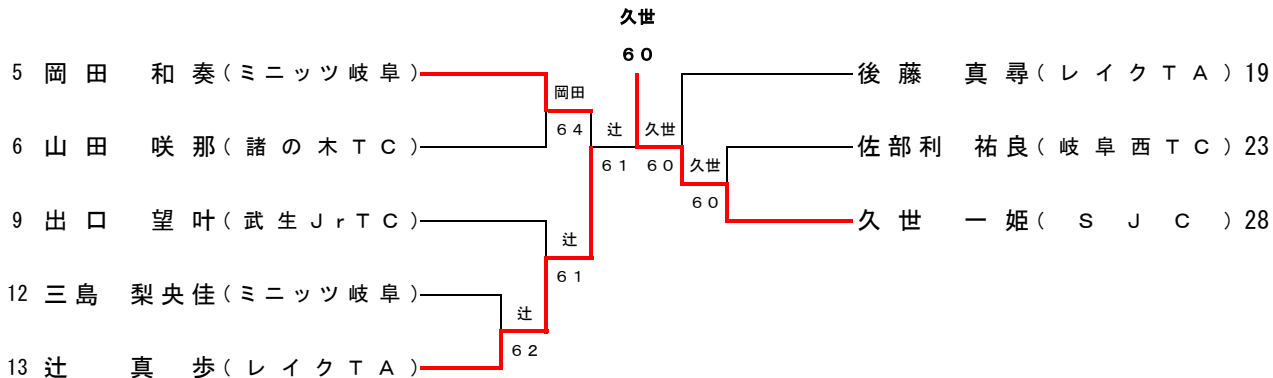 久世
60
5 岡田 和奏(ミニッツ岐阜) 後藤 真尋(レイクTA) 19
岡田
64 辻 久世
6 山田 咲那(諸の木TC) 佐部利 祐良(岐阜西TC) 23
61 60 久世
60
9 出口 望叶(武生JrTC) 久世 一姫(SJC) 28
辻
61
12 三島 梨央佳(ミニッツ岐阜)
辻
62
13 辻 真歩(レイクTA)